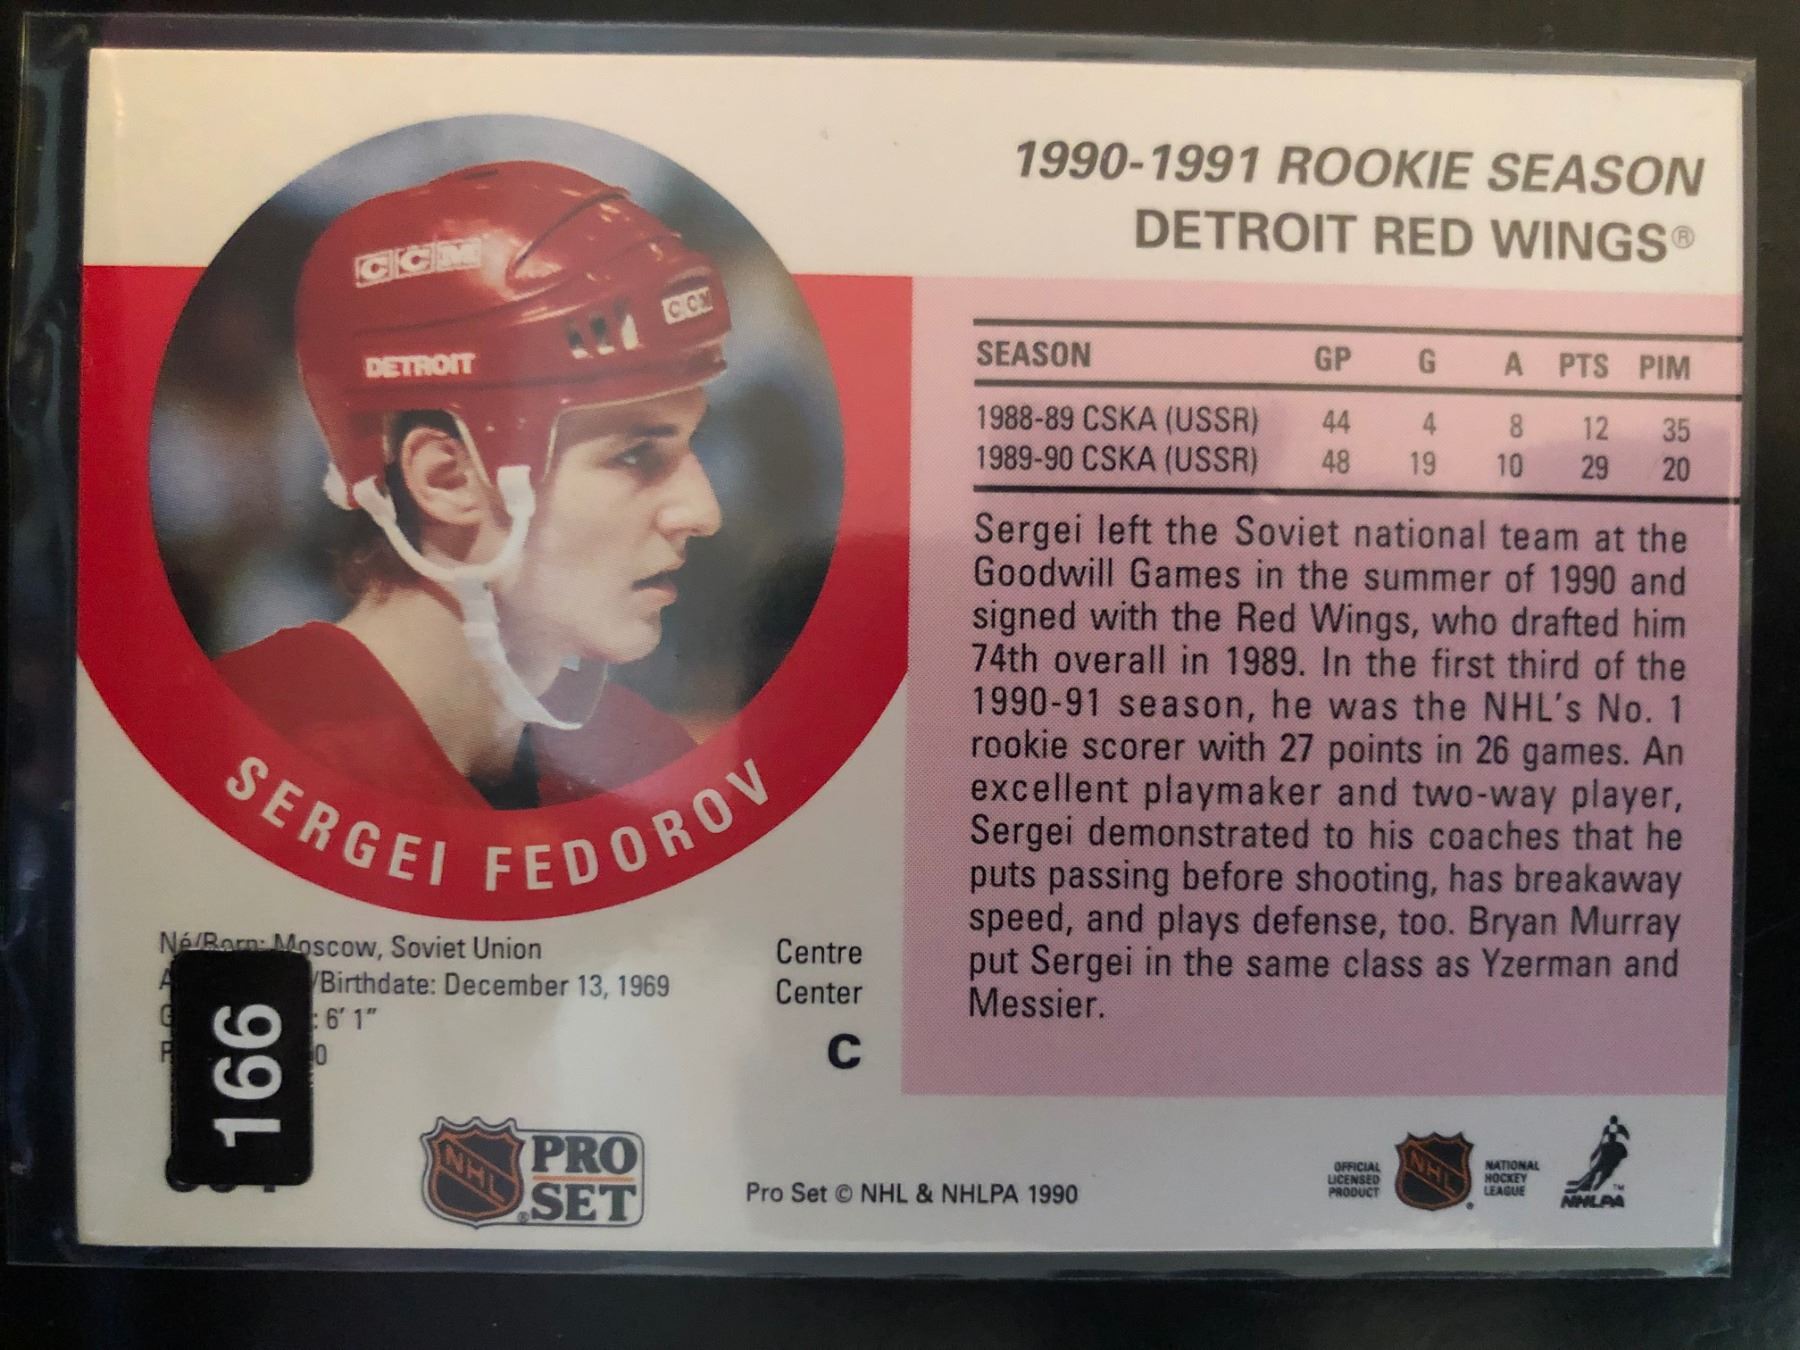 1990-1991 ROOKIE SEASON
DETROIT RED WINGS®
CCM
CCM
DETROIT
SERGEI FEDOROV
SEASON GP G A PTS PIM
1988-89 CSKA (USSR) 44 4 8 12 35
1989-90 CSKA (USSR) 48 19 10 29 20
Sergei left the Soviet national team at the
Goodwill Games in the summer of 1990 and
signed with the Red Wings, who drafted him
74th overall in 1989. In the first third of the
1990-91 season, he was the NHL's No. 1
rookie scorer with 27 points in 26 games. An
excellent playmaker and two-way player,
Sergei demonstrated to his coaches that he
puts passing before shooting, has breakaway
speed, and plays defense, too. Bryan Murray
put Sergei in the same class as Yzerman and
Messier.
Né/Born: Moscow, Soviet Union
/Birthdate: December 13, 1969
: 6' 1"
Centre
Center
C
166
NHL
PRO
SET®
Pro Set © NHL & NHLPA 1990
OFFICIAL
LICENSED
PRODUCT
NHL®
NATIONAL
HOCKEY
LEAGUE
NHLPA™